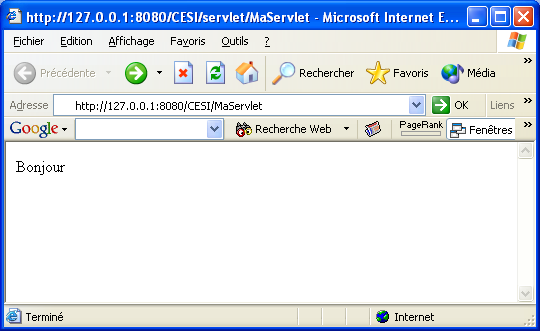 http://127.0.0.1:8080/CESI/servlet/MaServlet - Microsoft Internet E...
Fichier Edition Affichage Favoris Outils ?
Précédente Rechercher Favoris Média »
Adresse http://127.0.0.1:8080/CESI/MaServlet OK Liens »
Google Recherche Web PageRank Fenêtres »
Bonjour
Terminé Internet